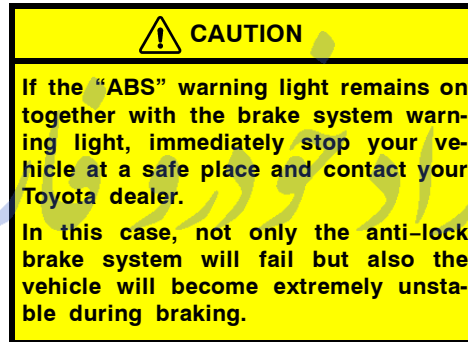 CAUTION
If the “ABS” warning light remains on
together with the brake system warn-
ing light, immediately stop your ve-
hicle at a safe place and contact your
Toyota dealer.
In this case, not only the anti–lock
brake system will fail but also the
vehicle will become extremely unsta-
ble during braking.